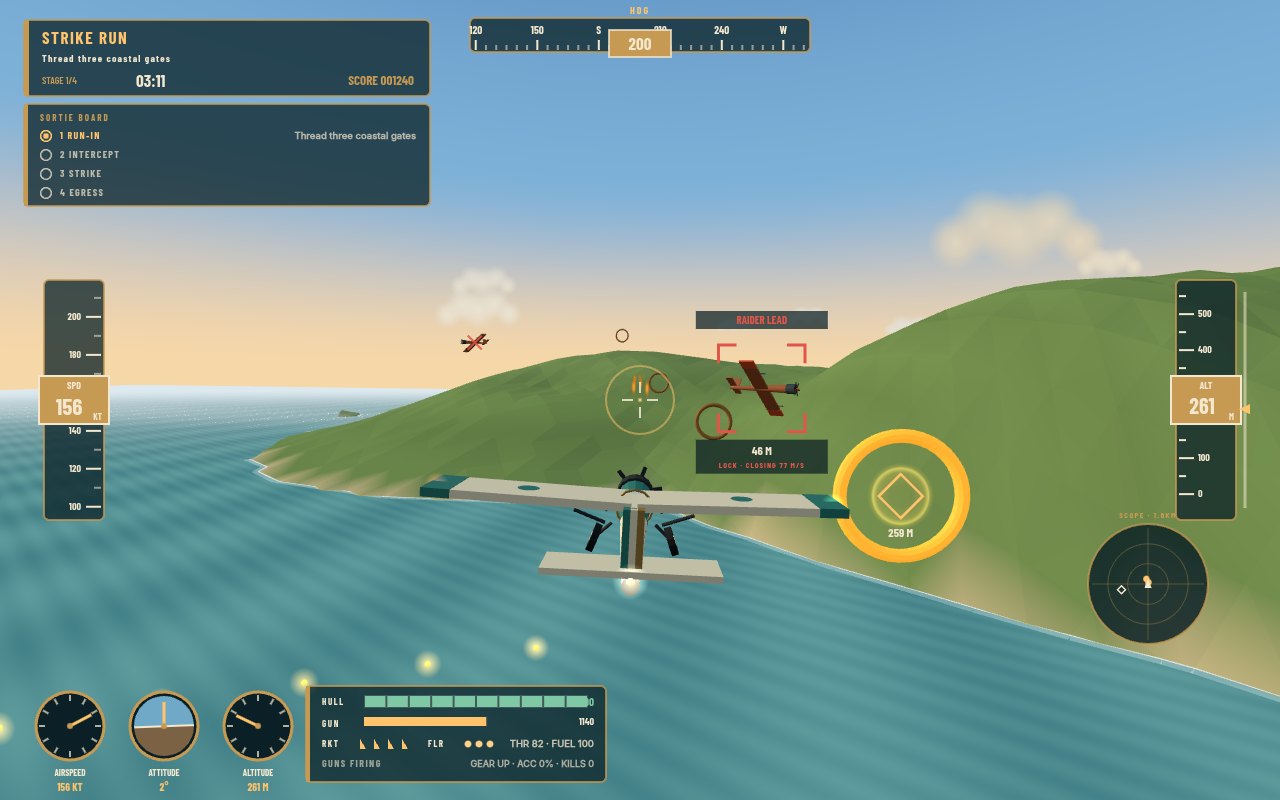 HDG
120 150 S 210 240 W
200
STRIKE RUN
Thread three coastal gates
STAGE 1/4 03:11 SCORE 001240
SORTIE BOARD
1 RUN-IN Thread three coastal gates
2 INTERCEPT
3 STRIKE
4 EGRESS
RAIDER LEAD
46 M
LOCK · CLOSING 77 M/S
259 M
200
180
SPD
156 KT
140
120
100
500
400
ALT
261 M
100
0
SCOPE · 7.0KM
AIRSPEED
156 KT
ATTITUDE
2°
ALTITUDE
261 M
HULL
GUN 1140
RKT FLR THR 82 · FUEL 100
GUNS FIRING GEAR UP · ACC 0% · KILLS 0